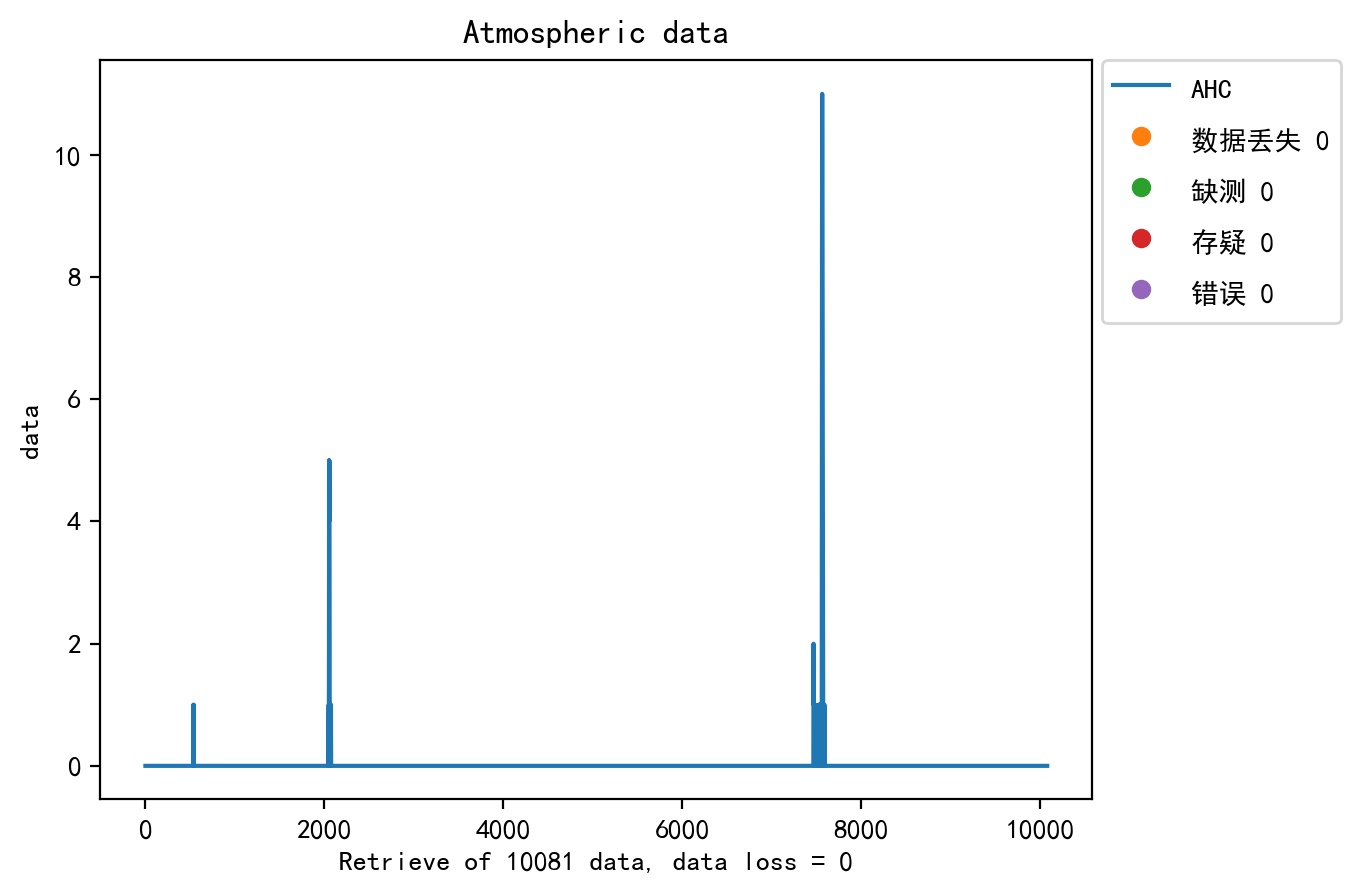 Atmospheric data
AHC
数据丢失 0
缺测 0
存疑 0
错误 0
data
10
8
6
4
2
0
0 2000 4000 6000 8000 10000
Retrieve of 10081 data, data loss = 0